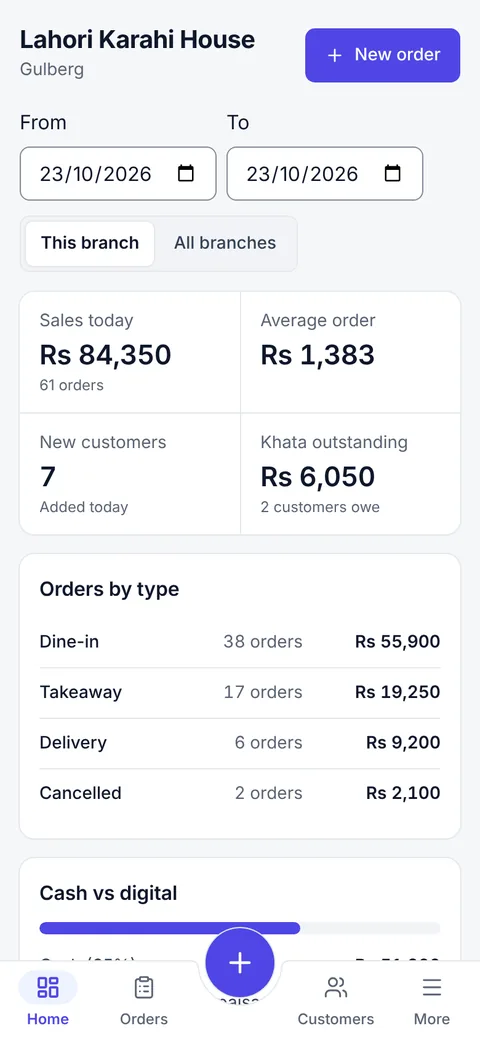 Lahori Karahi House
Gulberg
+ New order
From
To
23/10/2026
23/10/2026
This branch
All branches
Sales today
Rs 84,350
61 orders
Average order
Rs 1,383
New customers
7
Added today
Khata outstanding
Rs 6,050
2 customers owe
Orders by type
Dine-in 38 orders Rs 55,900
Takeaway 17 orders Rs 19,250
Delivery 6 orders Rs 9,200
Cancelled 2 orders Rs 2,100
Cash vs digital
Home
Orders
Customers
More